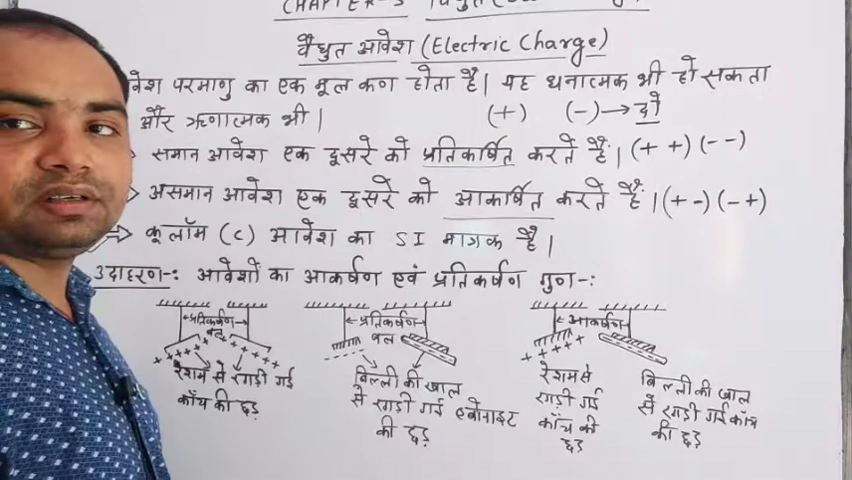 CHAPTER-3
वैधुत आवेश (Electric Charge)
वेश परमाणु का एक मूल कण होता है। यह धनात्मक भी हो सकता
और ऋणात्मक भी। (+) (-)→ दो
समान आवेश एक दूसरे को प्रतिकर्षित करते हैं। (+ +) (- -)
असमान आवेश एक दूसरे को आकर्षित करते हैं। (+ -) (- +)
⇒ कूलॉम (c) आवेश का SI मात्रक है।
उदाहरण-: आवेशों का आकर्षण एवं प्रतिकर्षण गुण-:
प्रतिकर्षण
बल
रेशम से रगड़ी गई
काँच की छड़
प्रतिकर्षण
बल
बिल्ली की खाल
से रगड़ी गई एबोनाइट
की छड़
आकर्षण
रेशम से
रगड़ी गई
काँच की
छड़
बिल्ली की खाल
से रगड़ी गई काँच
की छड़